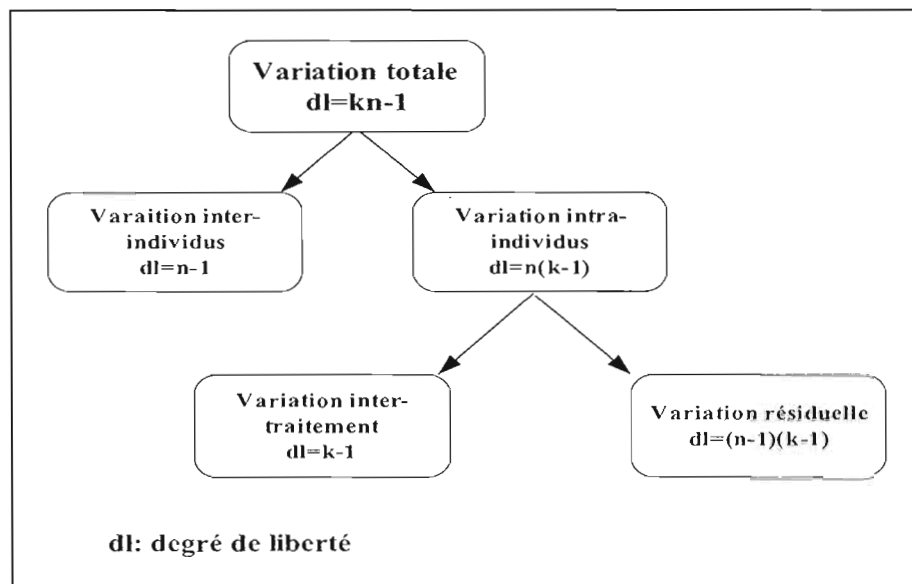 Variation totale
dl=kn-1
Varaition inter-
individus
dl=n-1
Variation intra-
individus
dl=n(k-1)
Variation inter-
traitement
dl=k-1
Variation résiduelle
dl=(n-1)(k-1)
dl: degré de liberté